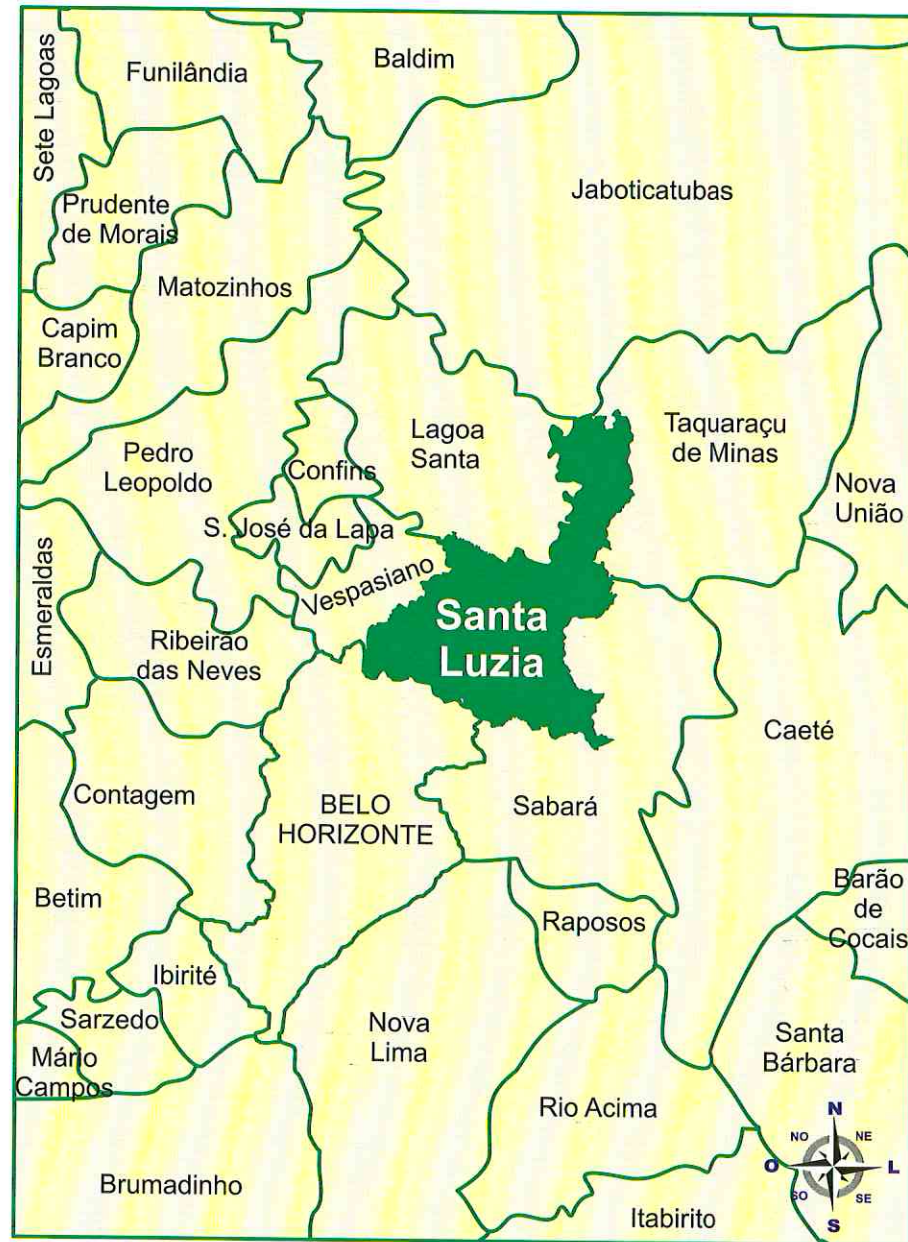 Sete Lagoas
Funilândia
Baldim
Jaboticatubas
Prudente
de Morais
Matozinhos
Capim
Branco
Pedro
Leopoldo
Confins
Lagoa
Santa
Taquaraçu
de Minas
Nova
União
S. José da Lapa
Vespasiano
Esmeraldas
Ribeirão
das Neves
Santa
Luzia
Caeté
Contagem
BELO
HORIZONTE
Sabará
Betim
Ibirité
Raposos
Barão
de
Cocais
Sarzedo
Mário
Campos
Nova
Lima
Santa
Bárbara
Rio Acima
Brumadinho
Itabirito
N
NO
NE
O
L
SO
SE
S